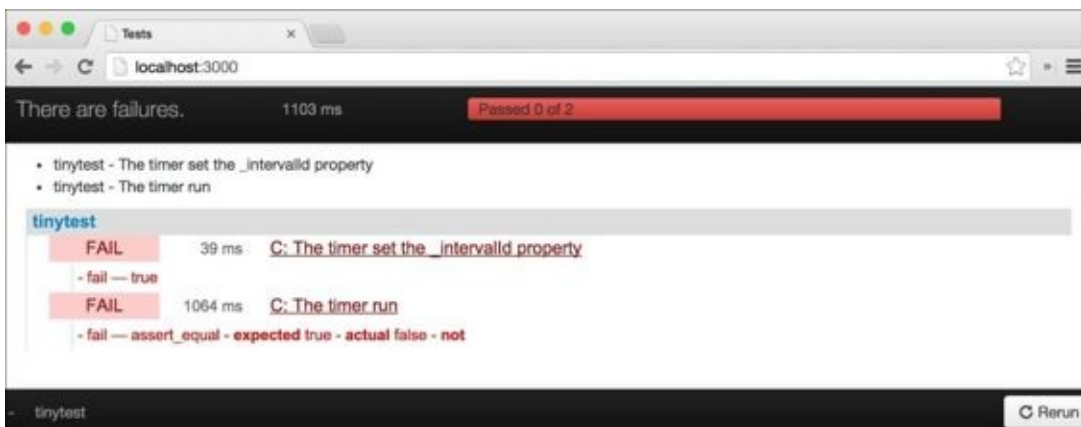 Tests
localhost:3000
There are failures. 1103 ms Passed 0 of 2
• tinytest - The timer set the _intervalId property
• tinytest - The timer run
tinytest
FAIL 39 ms C: The timer set the _intervalId property
- fail — true
FAIL 1064 ms C: The timer run
- fail — assert_equal - expected true - actual false - not
- tinytest Rerun